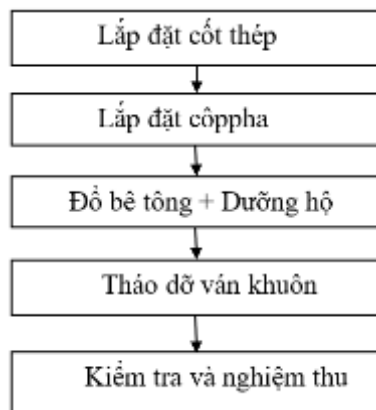 Lắp đặt cốt thép
Lắp đặt côppha
Đổ bê tông + Dưỡng hộ
Tháo dỡ ván khuôn
Kiểm tra và nghiệm thu